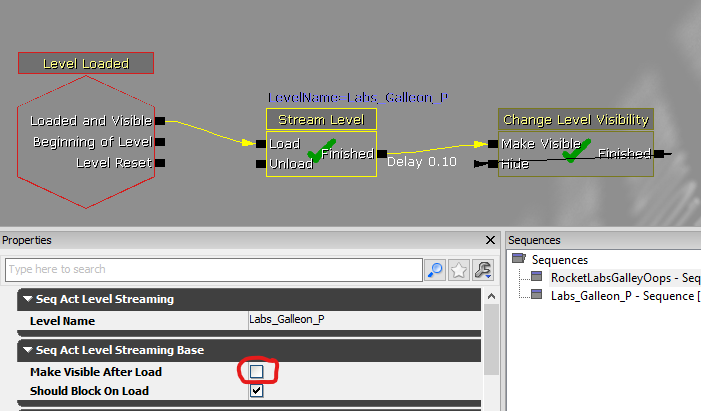 Level Loaded
LevelName=Labs_Galleon_P
Stream Level
Change Level Visibility
Loaded and Visible
Beginning of Level
Level Reset
Load
Unload
Finished
Delay 0.10
Make Visible
Hide
Finished
Properties
Sequences
Type here to search
Sequences
RocketLabsGalleyOops - Seq
Labs_Galleon_P - Sequence [
Seq Act Level Streaming
Level Name
Labs_Galleon_P
Seq Act Level Streaming Base
Make Visible After Load
Should Block On Load